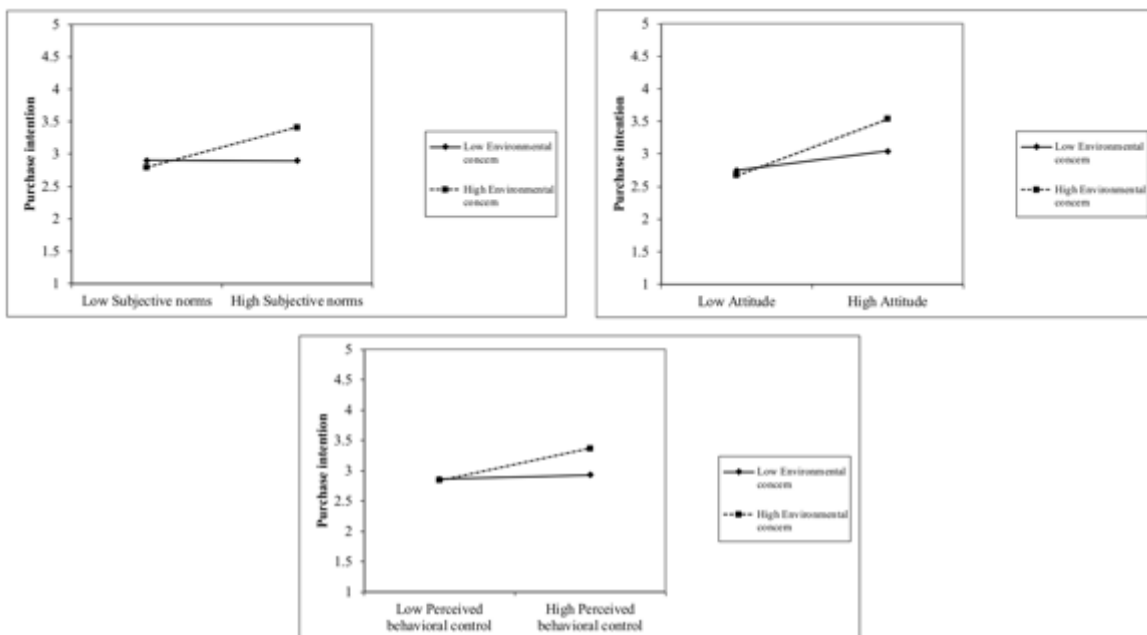 5
4.5
4
3.5
3
2.5
2
1.5
1
Purchase intention
Low Subjective norms
High Subjective norms
Low Environmental
concern
High Environmental
concern
5
4.5
4
3.5
3
2.5
2
1.5
1
Purchase intention
Low Attitude
High Attitude
Low Environmental
concern
High Environmental
concern
5
4.5
4
3.5
3
2.5
2
1.5
1
Purchase intention
Low Perceived
behavioral control
High Perceived
behavioral control
Low Environmental
concern
High Environmental
concern